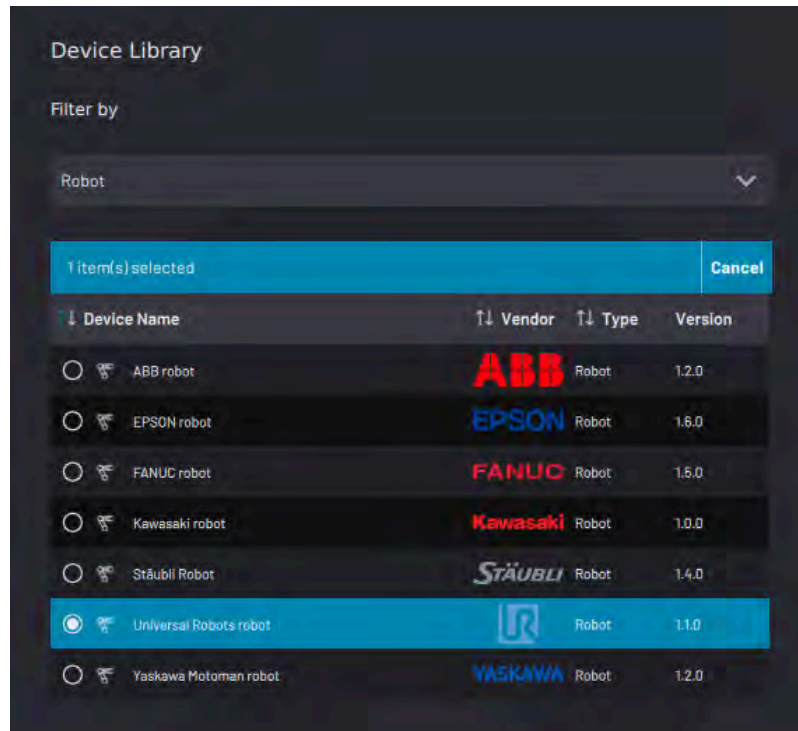 Device Library
Filter by
Robot
1 item(s) selected Cancel
Device Name Vendor Type Version
ABB robot ABB Robot 1.2.0
EPSON robot EPSON Robot 1.6.0
FANUC robot FANUC Robot 1.5.0
Kawasaki robot Kawasaki Robot 1.0.0
Stäubli Robot STÄUBLI Robot 1.4.0
Universal Robots robot UR Robot 1.1.0
Yaskawa Motoman robot YASKAWA Robot 1.2.0